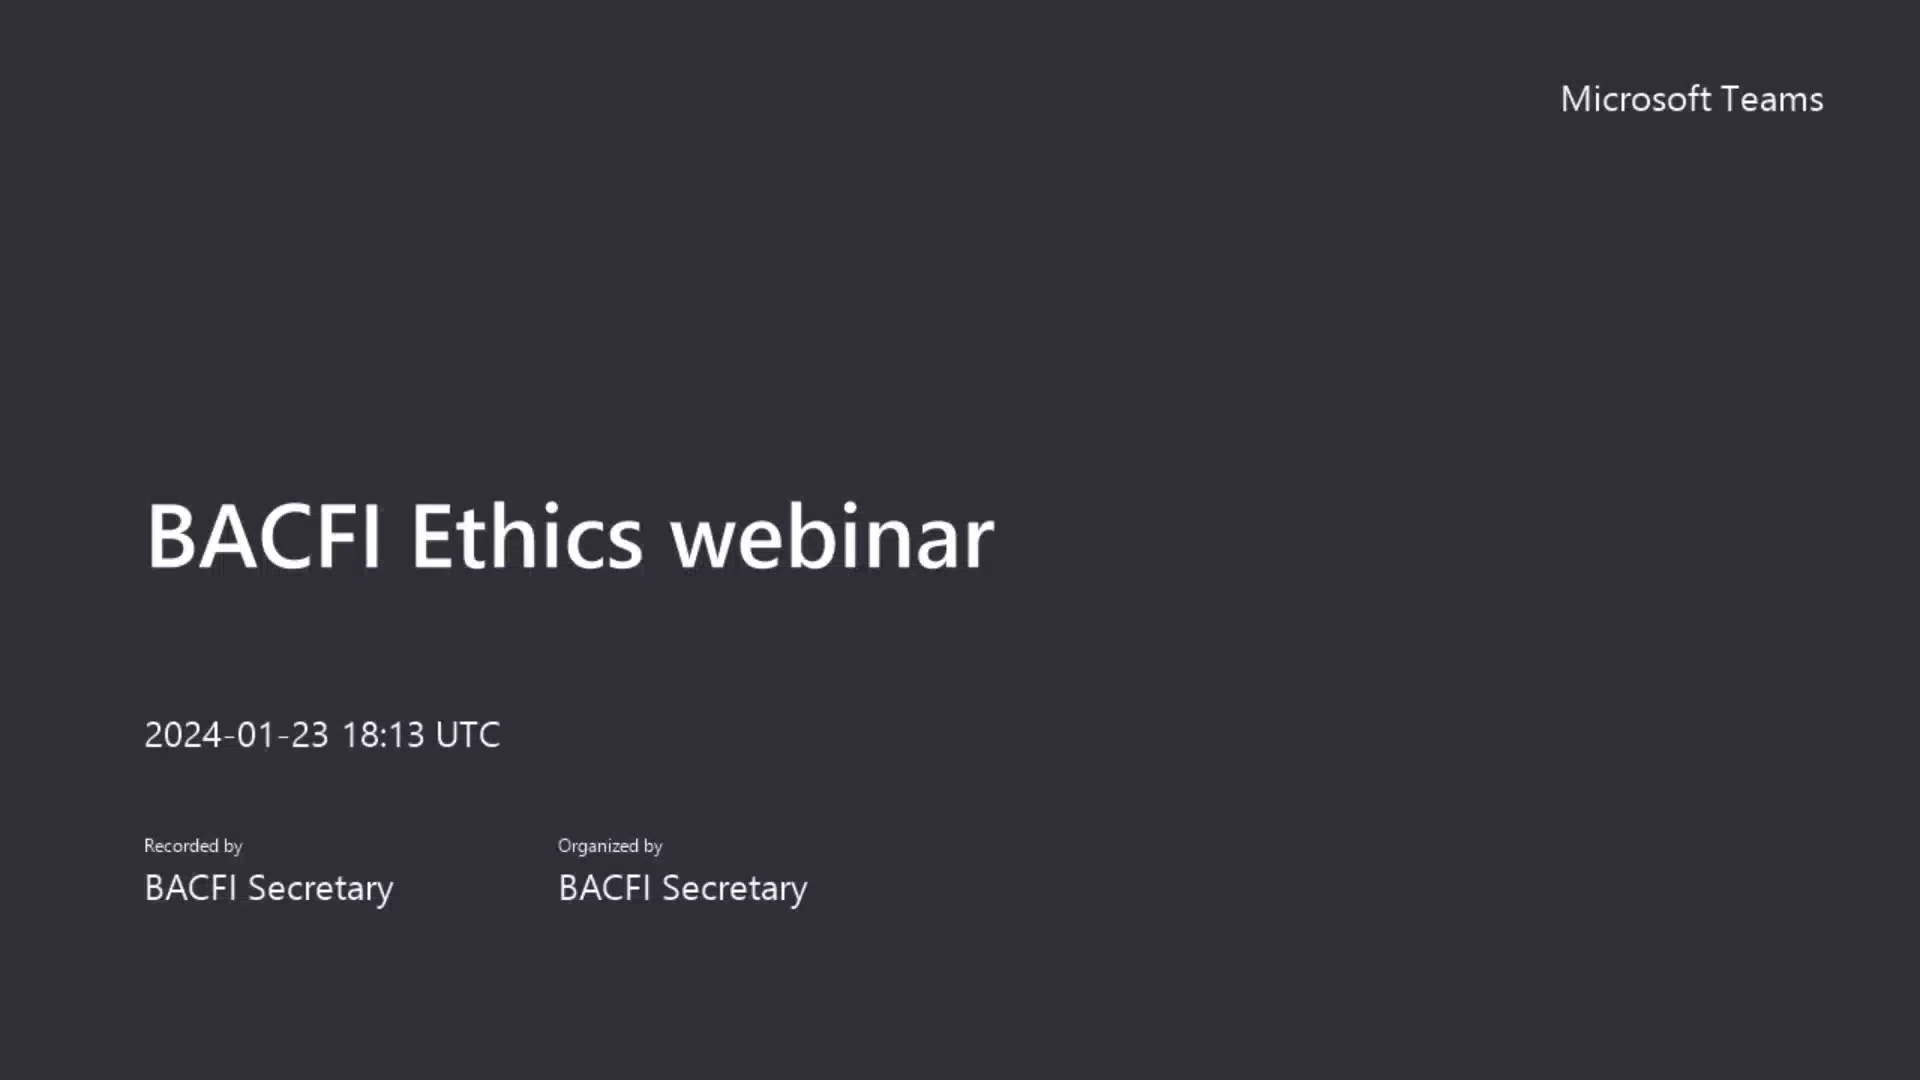 Microsoft Teams
BACFI Ethics webinar
2024-01-23 18:13 UTC
Recorded by
BACFI Secretary
Organized by
BACFI Secretary